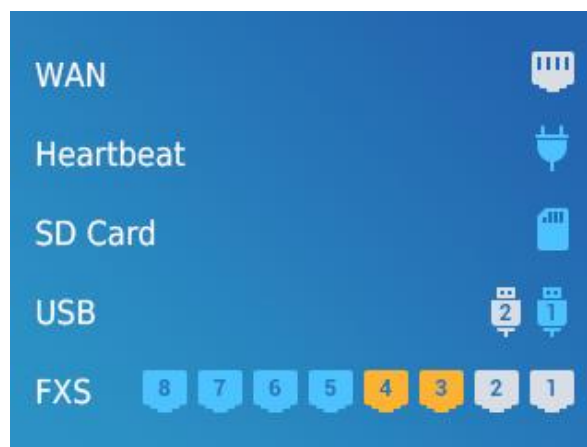 WAN
Heartbeat
SD Card
USB 2 1
FXS 8 7 6 5 4 3 2 1